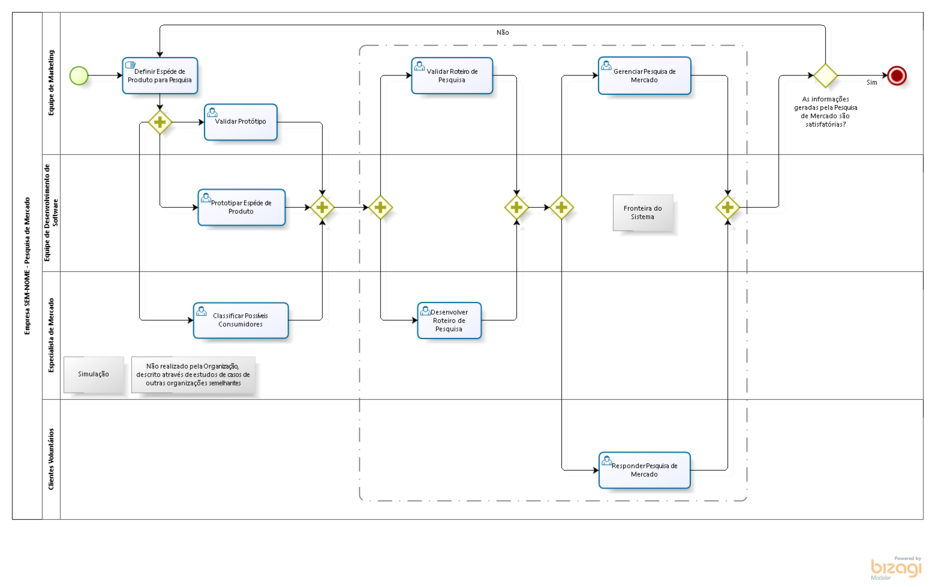 Empresa SEM-NOME - Pesquisa de Mercado
Equipe de Marketing
Não
Definir Espéde de
Produto para Pesquisa
Validar Protótipo
Validar Roteiro de
Pesquisa
Gerenciar Pesquisa de
Mercado
Sim
As informações
geradas pela Pesquisa
de Mercado são
satisfatórias?
Equipe de Desenvolvimento de
Software
Prototipar Espéde de
Produto
Fronteira do
Sistema
Especialista de Mercado
Classificar Possíveis
Consumidores
Desenvolver
Roteiro de
Pesquisa
Simulação
Não realizado pela Organização,
descrito através de estudos de casos de
outras organizações semelhantes
Clientes Voluntários
Responder Pesquisa de
Mercado
Powered by
bizagi
Modeler